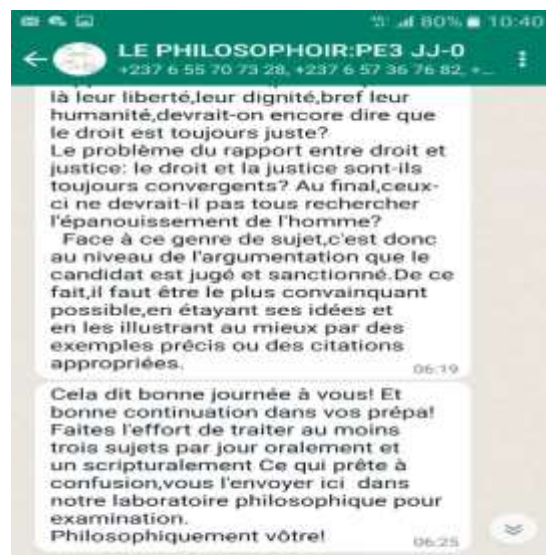 80% 10:40
LE PHILOSOPHOIR:PE3 JJ-0
+237 6 55 70 73 28, +237 6 57 36 76 82, +...
là leur liberté,leur dignité,bref leur
humanité,devrait-on encore dire que
le droit est toujours juste?
Le problème du rapport entre droit et
justice: le droit et la justice sont-ils
toujours convergents? Au final,ceux-
ci ne devrait-il pas tous rechercher
l'épanouissement de l'homme?
Face à ce genre de sujet,c'est donc
au niveau de l'argumentation que le
candidat est jugé et sanctionné.De ce
fait,il faut être le plus convainquant
possible,en étayant ses idées et
en les illustrant au mieux par des
exemples précis ou des citations
appropriées.
06:19
Cela dit bonne journée à vous! Et
bonne continuation dans vos prépa!
Faites l'effort de traiter au moins
trois sujets par jour oralement et
un scripturalement Ce qui prête à
confusion,vous l'envoyer ici dans
notre laboratoire philosophique pour
examination.
Philosophiquement vôtre!
06:25